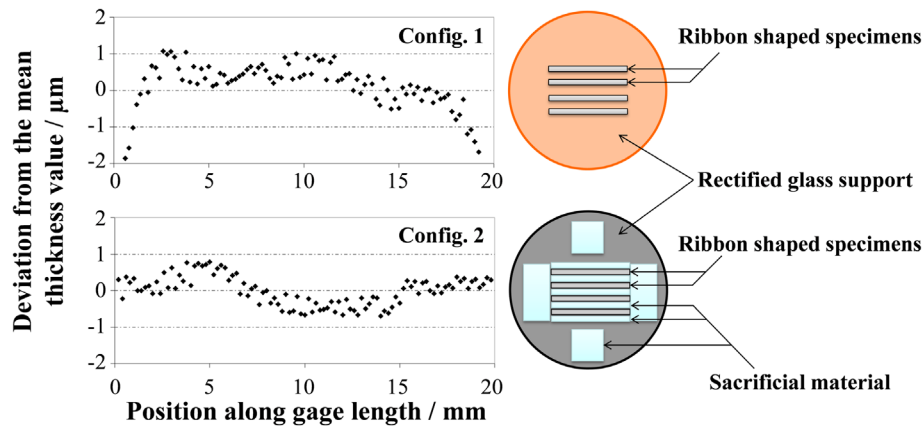 Deviation from the mean
thickness value / μm
2
1
0
-1
-2
Config. 1
0
5
10
15
20
2
1
0
-1
-2
Config. 2
0
5
10
15
20
Position along gage length / mm
Ribbon shaped specimens
Rectified glass support
Ribbon shaped specimens
Sacrificial material